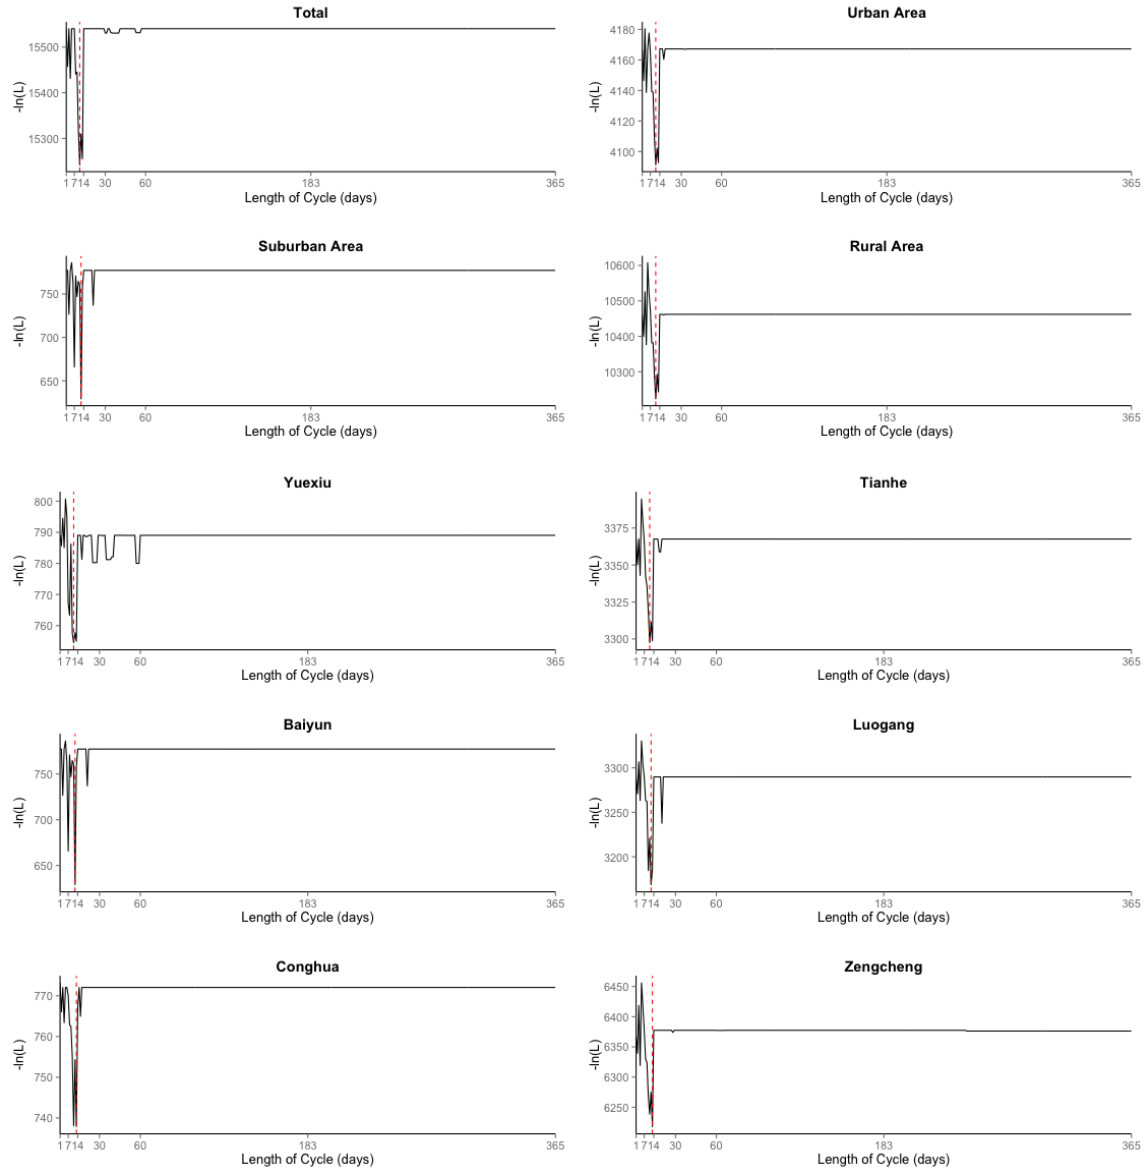 Total
-ln(L)
15500
15400
15300
1 7 14 30 60 183 365
Length of Cycle (days)
Urban Area
-ln(L)
4180
4160
4140
4120
4100
1 7 14 30 60 183 365
Length of Cycle (days)
Suburban Area
-ln(L)
750
700
650
1 7 14 30 60 183 365
Length of Cycle (days)
Rural Area
-ln(L)
10600
10500
10400
10300
1 7 14 30 60 183 365
Length of Cycle (days)
Yuexiu
-ln(L)
800
790
780
770
760
1 7 14 30 60 183 365
Length of Cycle (days)
Tianhe
-ln(L)
3375
3350
3325
3300
1 7 14 30 60 183 365
Length of Cycle (days)
Baiyun
-ln(L)
750
700
650
1 7 14 30 60 183 365
Length of Cycle (days)
Luogang
-ln(L)
3300
3250
3200
1 7 14 30 60 183 365
Length of Cycle (days)
Conghua
-ln(L)
770
760
750
740
1 7 14 30 60 183 365
Length of Cycle (days)
Zengcheng
-ln(L)
6450
6400
6350
6300
6250
1 7 14 30 60 183 365
Length of Cycle (days)